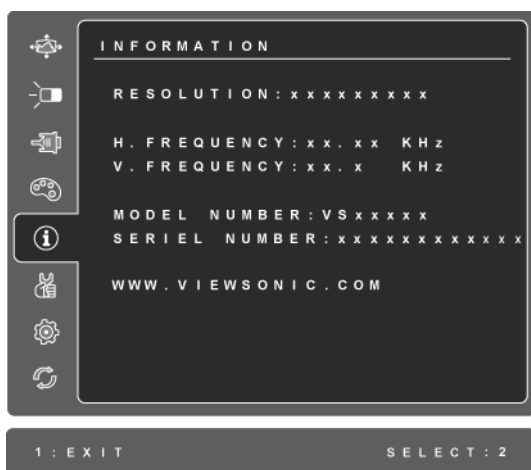 INFORMATION
RESOLUTION:xxxxxxxxx
H. FREQUENCY:xx.xx KHz
V. FREQUENCY:xx.x KHz
MODEL NUMBER:VSxxxxx
SERIEL NUMBER:xxxxxxxxxxxx
WWW.VIEWSONIC.COM
1:EXIT SELECT:2